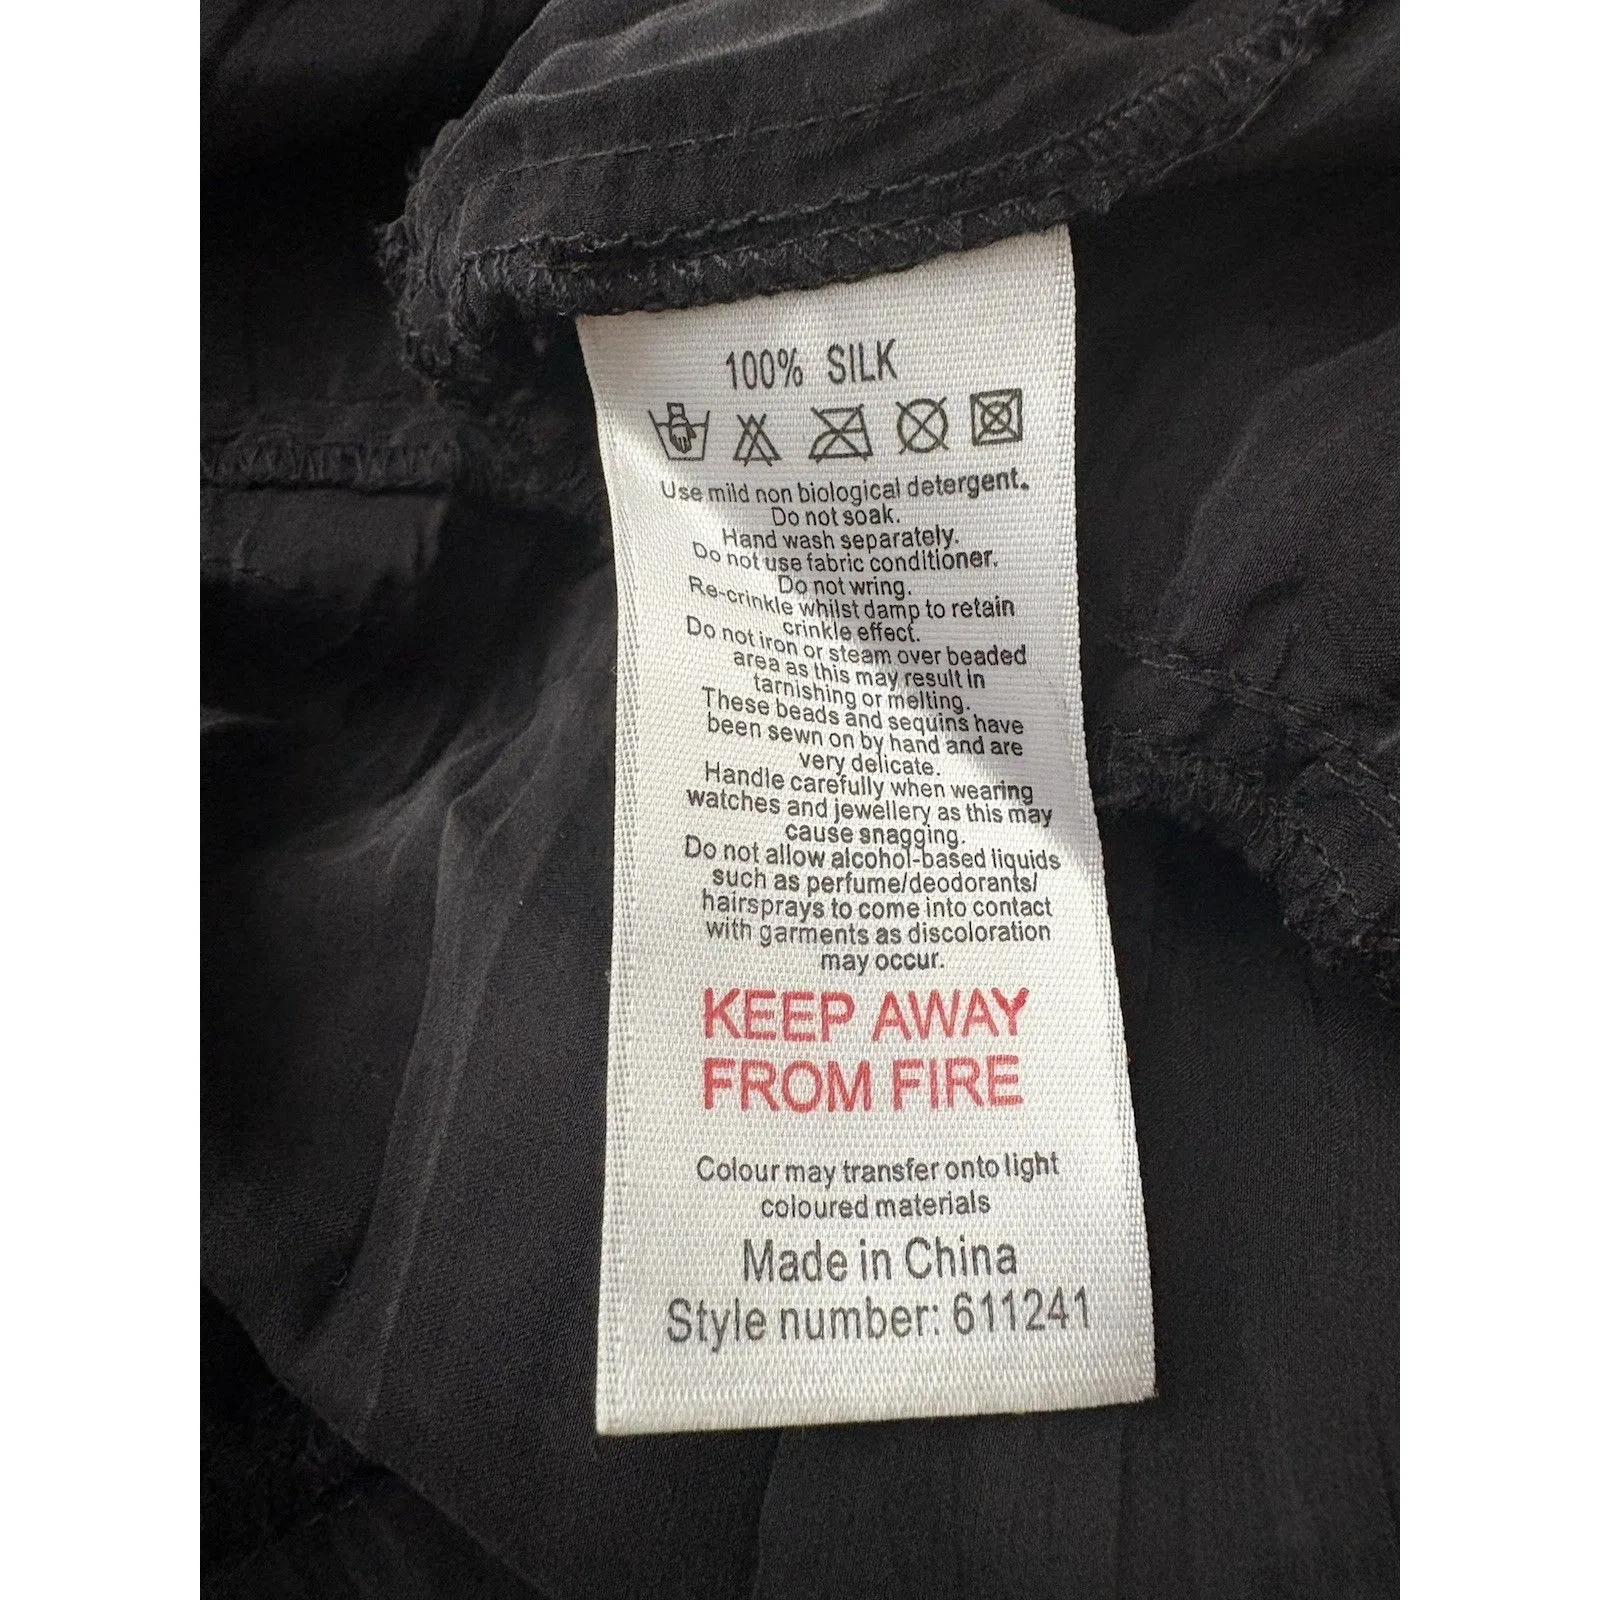 100% SILK
Use mild non biological detergent.
Do not soak.
Hand wash separately.
Do not use fabric conditioner.
Do not wring.
Re-crinkle whilst damp to retain
crinkle effect.
Do not iron or steam over beaded
area as this may result in
tarnishing or melting.
These beads and sequins have
been sewn on by hand and are
very delicate.
Handle carefully when wearing
watches and jewellery as this may
cause snagging.
Do not allow alcohol-based liquids
such as perfume/deodorants/
hairsprays to come into contact
with garments as discoloration
may occur.
KEEP AWAY
FROM FIRE
Colour may transfer onto light
coloured materials
Made in China
Style number: 611241